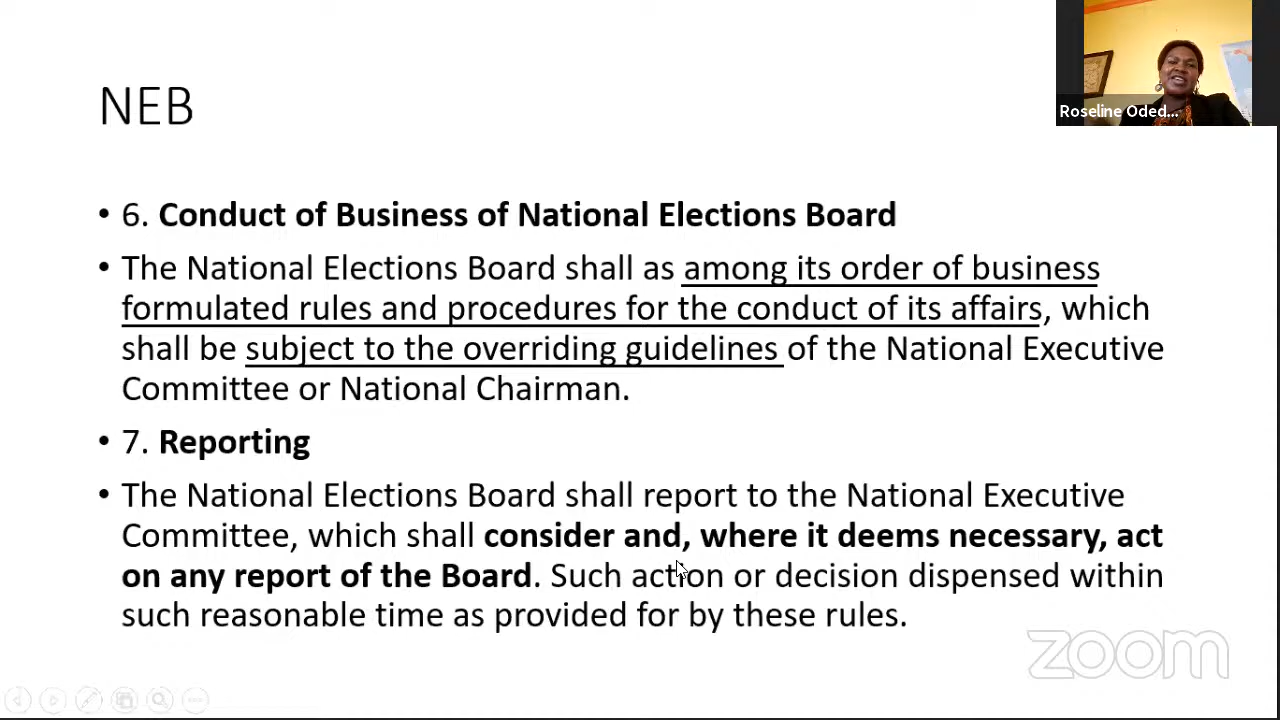 NEB
Roseline Oded...
• 6. Conduct of Business of National Elections Board
• The National Elections Board shall as among its order of business
formulated rules and procedures for the conduct of its affairs, which
shall be subject to the overriding guidelines of the National Executive
Committee or National Chairman.
• 7. Reporting
• The National Elections Board shall report to the National Executive
Committee, which shall consider and, where it deems necessary, act
on any report of the Board. Such action or decision dispensed within
such reasonable time as provided for by these rules.
zoom